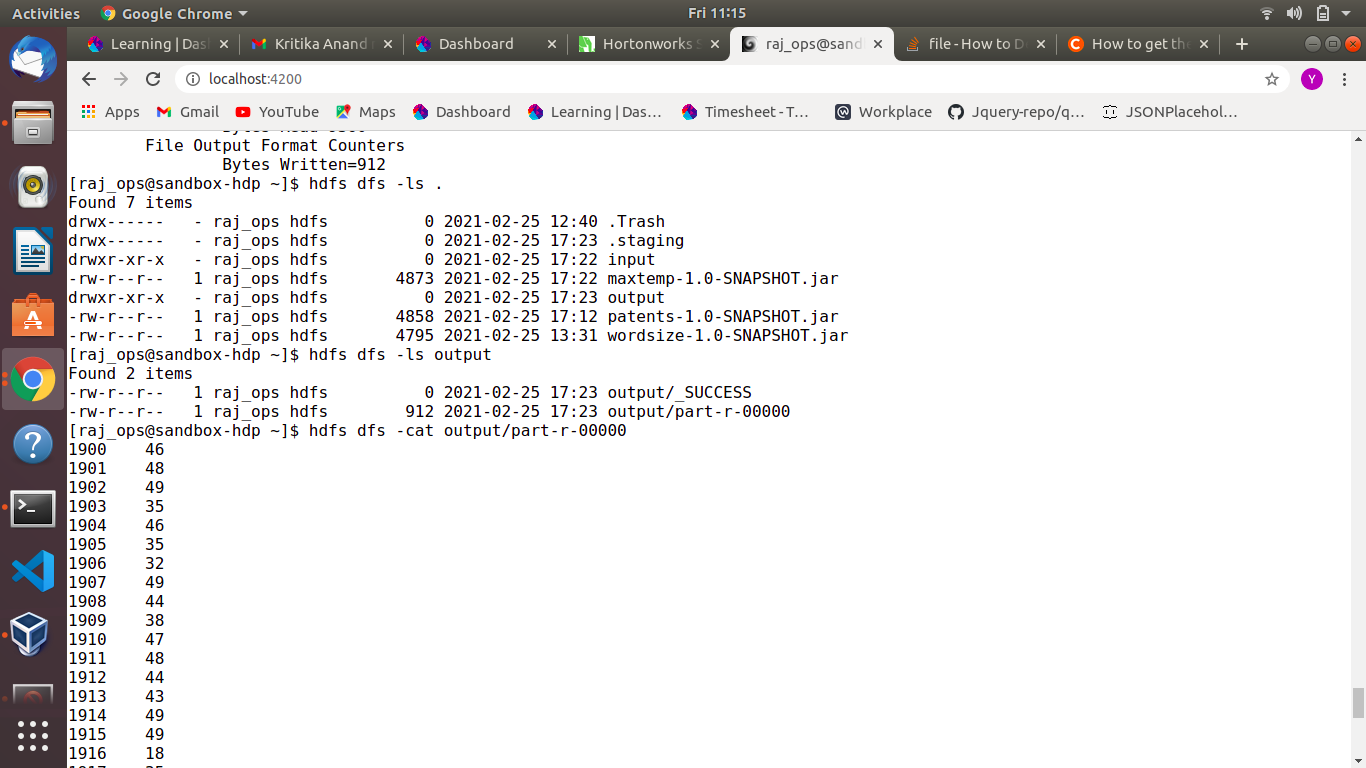 Activities Google Chrome Fri 11:15
Learning | Das Kritika Anand Dashboard Hortonworks S raj_ops@sand file - How to D How to get the
localhost:4200 Y
Apps Gmail YouTube Maps Dashboard Learning | Das... Timesheet - T... Workplace Jquery-repo/q... JSONPlacehol...
File Output Format Counters
Bytes Written=912
[raj_ops@sandbox-hdp ~]$ hdfs dfs -ls .
Found 7 items
drwx------ - raj_ops hdfs 0 2021-02-25 12:40 .Trash
drwx------ - raj_ops hdfs 0 2021-02-25 17:23 .staging
drwxr-xr-x - raj_ops hdfs 0 2021-02-25 17:22 input
-rw-r--r-- 1 raj_ops hdfs 4873 2021-02-25 17:22 maxtemp-1.0-SNAPSHOT.jar
drwxr-xr-x - raj_ops hdfs 0 2021-02-25 17:23 output
-rw-r--r-- 1 raj_ops hdfs 4858 2021-02-25 17:12 patents-1.0-SNAPSHOT.jar
-rw-r--r-- 1 raj_ops hdfs 4795 2021-02-25 13:31 wordsize-1.0-SNAPSHOT.jar
[raj_ops@sandbox-hdp ~]$ hdfs dfs -ls output
Found 2 items
-rw-r--r-- 1 raj_ops hdfs 0 2021-02-25 17:23 output/_SUCCESS
-rw-r--r-- 1 raj_ops hdfs 912 2021-02-25 17:23 output/part-r-00000
[raj_ops@sandbox-hdp ~]$ hdfs dfs -cat output/part-r-00000
1900 46
1901 48
1902 49
1903 35
1904 46
1905 35
1906 32
1907 49
1908 44
1909 38
1910 47
1911 48
1912 44
1913 43
1914 49
1915 49
1916 18